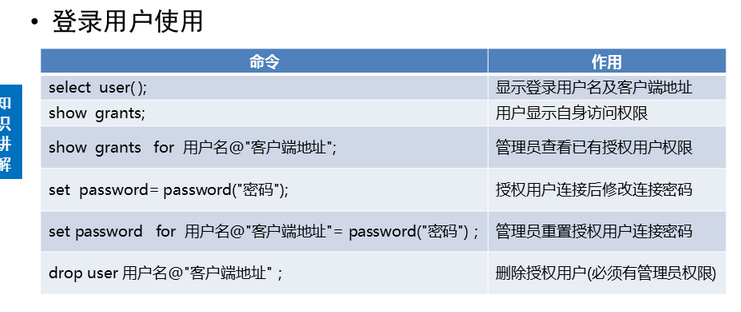 • 登录用户使用
知识讲解
命令 作用
select user( ); 显示登录用户名及客户端地址
show grants; 用户显示自身访问权限
show grants for 用户名@"客户端地址"; 管理员查看已有授权用户权限
set password= password("密码"); 授权用户连接后修改连接密码
set password for 用户名@"客户端地址"= password("密码") ; 管理员重置授权用户连接密码
drop user 用户名@"客户端地址" ; 删除授权用户(必须有管理员权限)